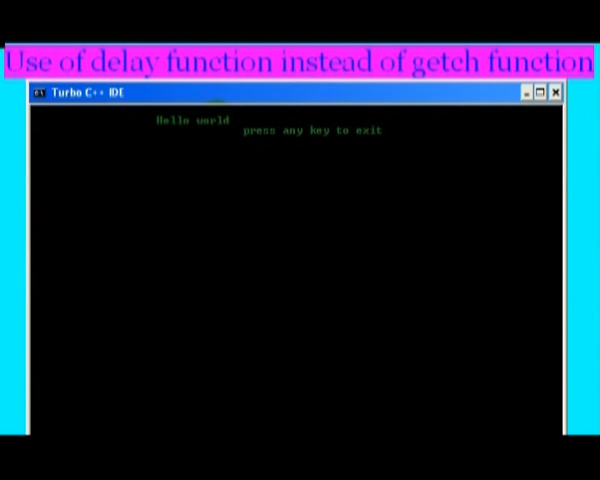 Use of delay function instead of getch function
Turbo C++ IDE
Hello world
press any key to exit